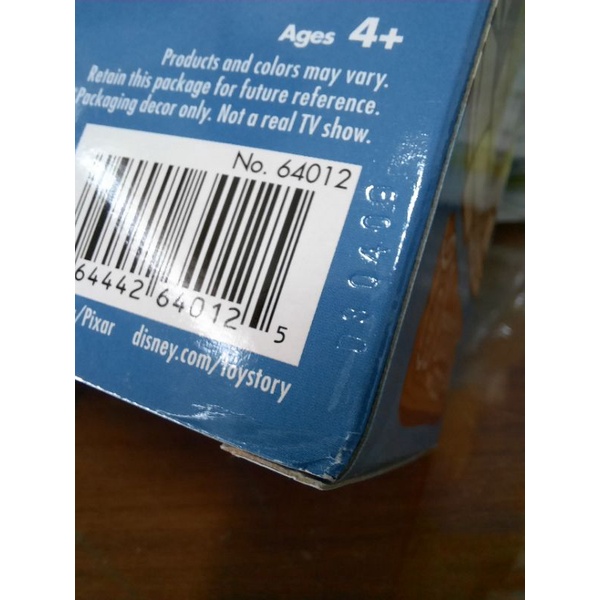 Ages 4+
Products and colors may vary.
Retain this package for future reference.
*Packaging decor only. Not a real TV show.
No. 64012
64442 64012 5
/Pixar disney.com/toystory